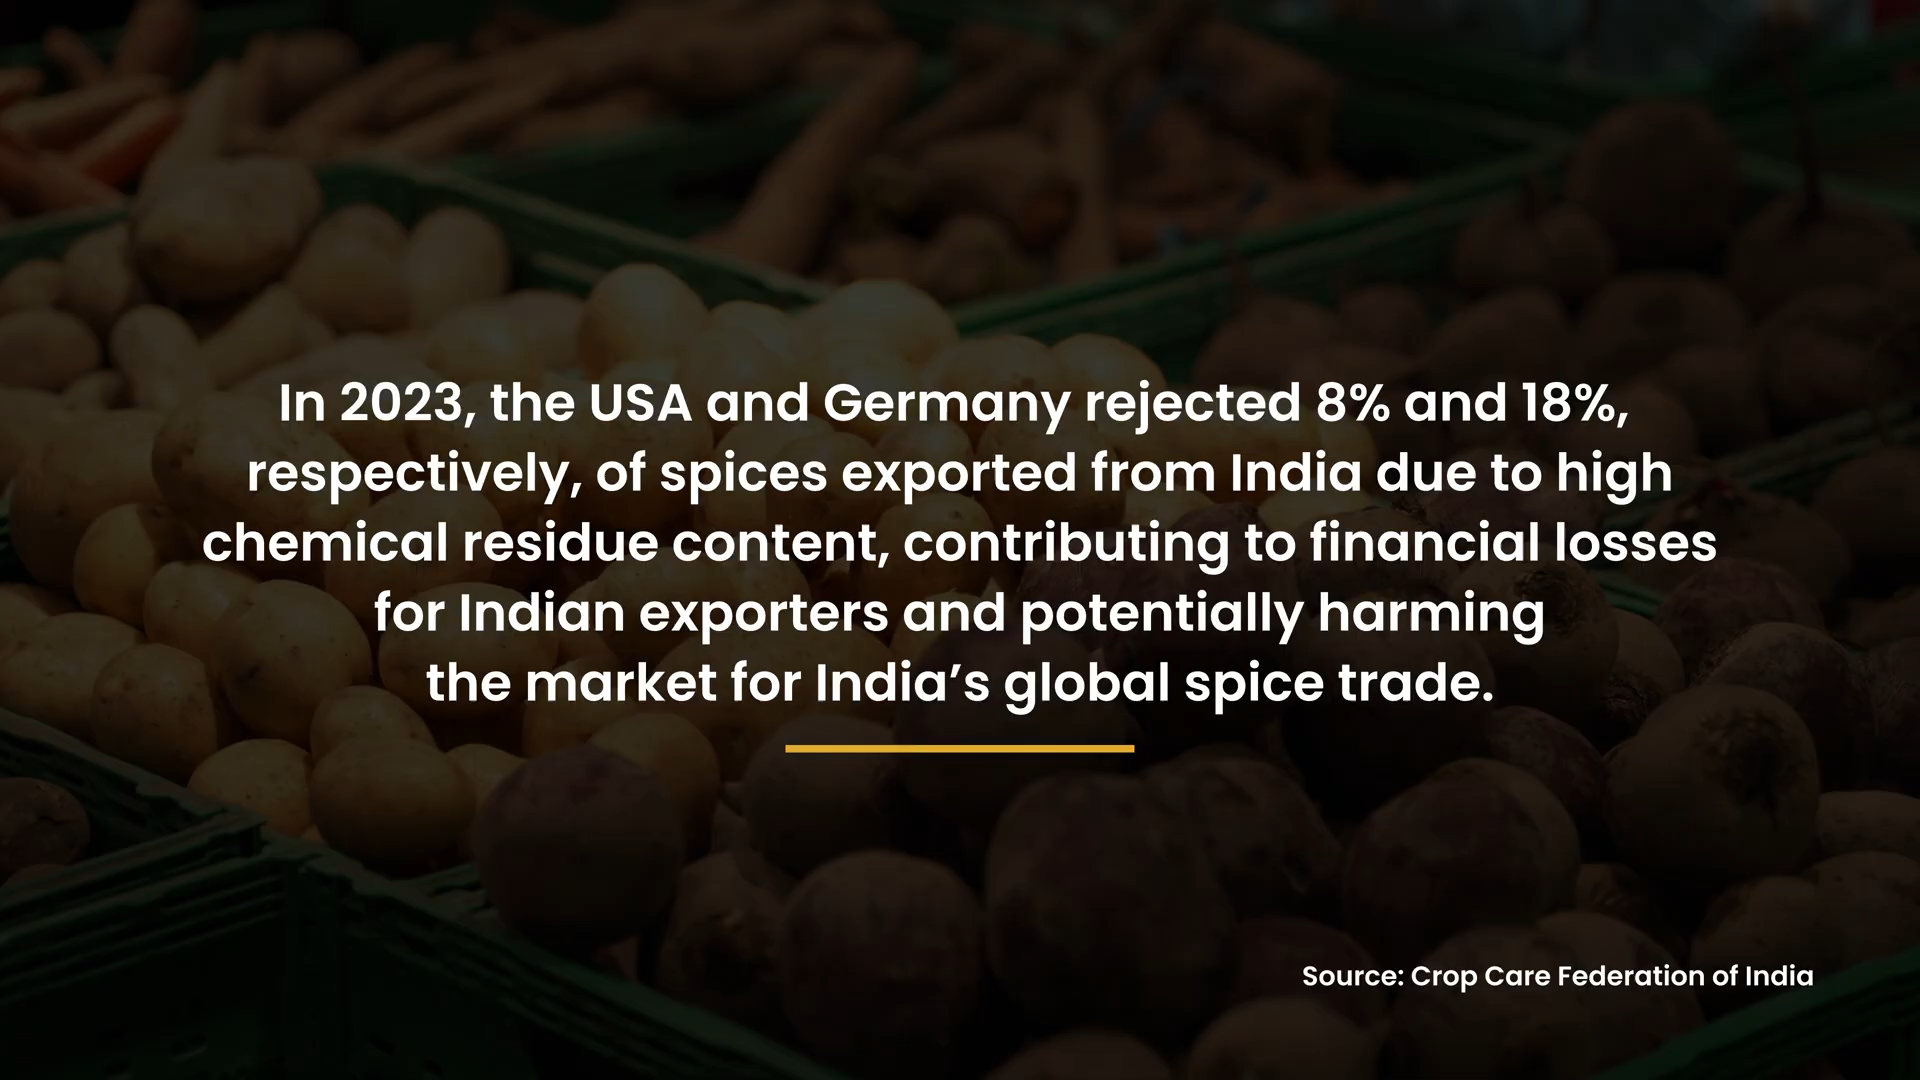 In 2023, the USA and Germany rejected 8% and 18%,
respectively, of spices exported from India due to high
chemical residue content, contributing to financial losses
for Indian exporters and potentially harming
the market for India’s global spice trade.
Source: Crop Care Federation of India